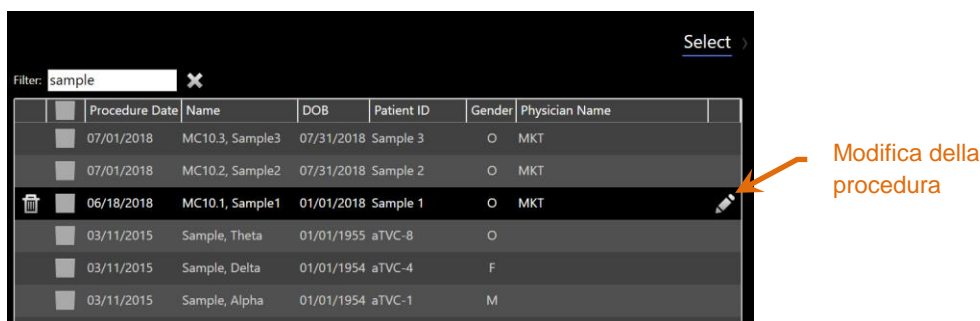 Select
Filter: sample
Procedure Date Name DOB Patient ID Gender Physician Name
07/01/2018 MC10.3, Sample3 07/31/2018 Sample 3 O MKT
07/01/2018 MC10.2, Sample2 07/31/2018 Sample 2 O MKT
06/18/2018 MC10.1, Sample1 01/01/2018 Sample 1 O MKT
03/11/2015 Sample, Theta 01/01/1955 aTVC-8 O
03/11/2015 Sample, Delta 01/01/1954 aTVC-4 F
03/11/2015 Sample, Alpha 01/01/1954 aTVC-1 M
Modifica della
procedura